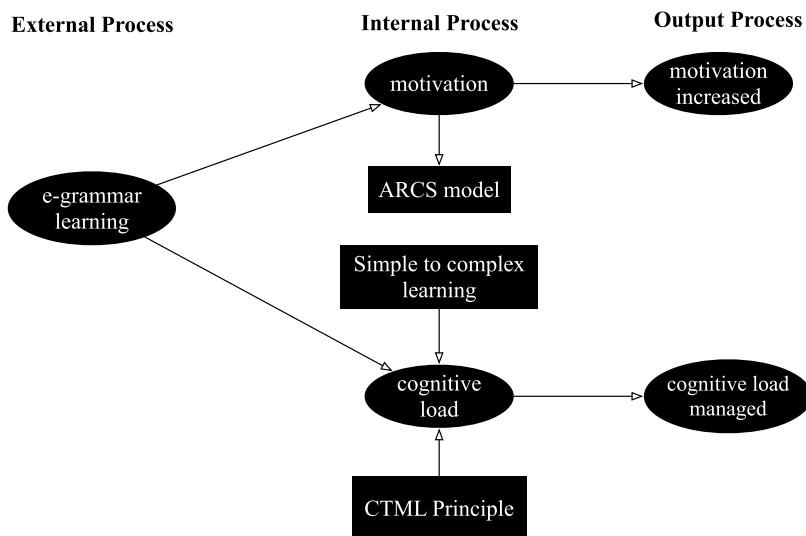 External Process
Internal Process
Output Process
motivation
motivation
increased
ARCS model
e-grammar
learning
Simple to complex
learning
cognitive
load
cognitive load
managed
CTML Principle